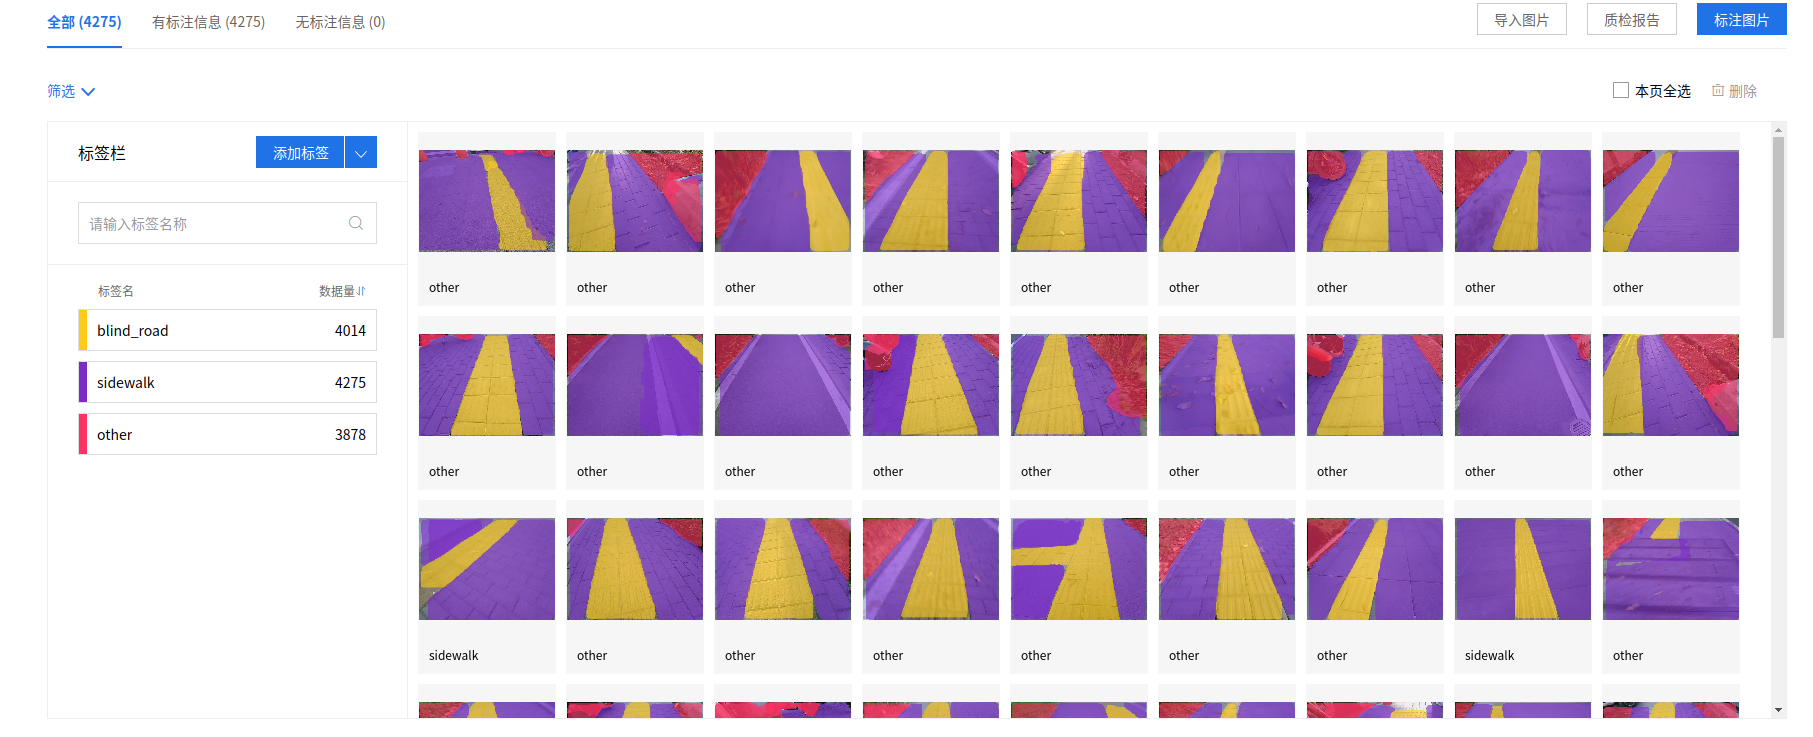 全部 (4275) 有标注信息 (4275) 无标注信息 (0) 导入图片 质检报告 标注图片
筛选 本页全选 删除
标签栏 添加标签
请输入标签名称
标签名 数据量
blind_road 4014
sidewalk 4275
other 3878
other other other other other other other other other
other other other other other other other other other
sidewalk other other other other other other sidewalk other